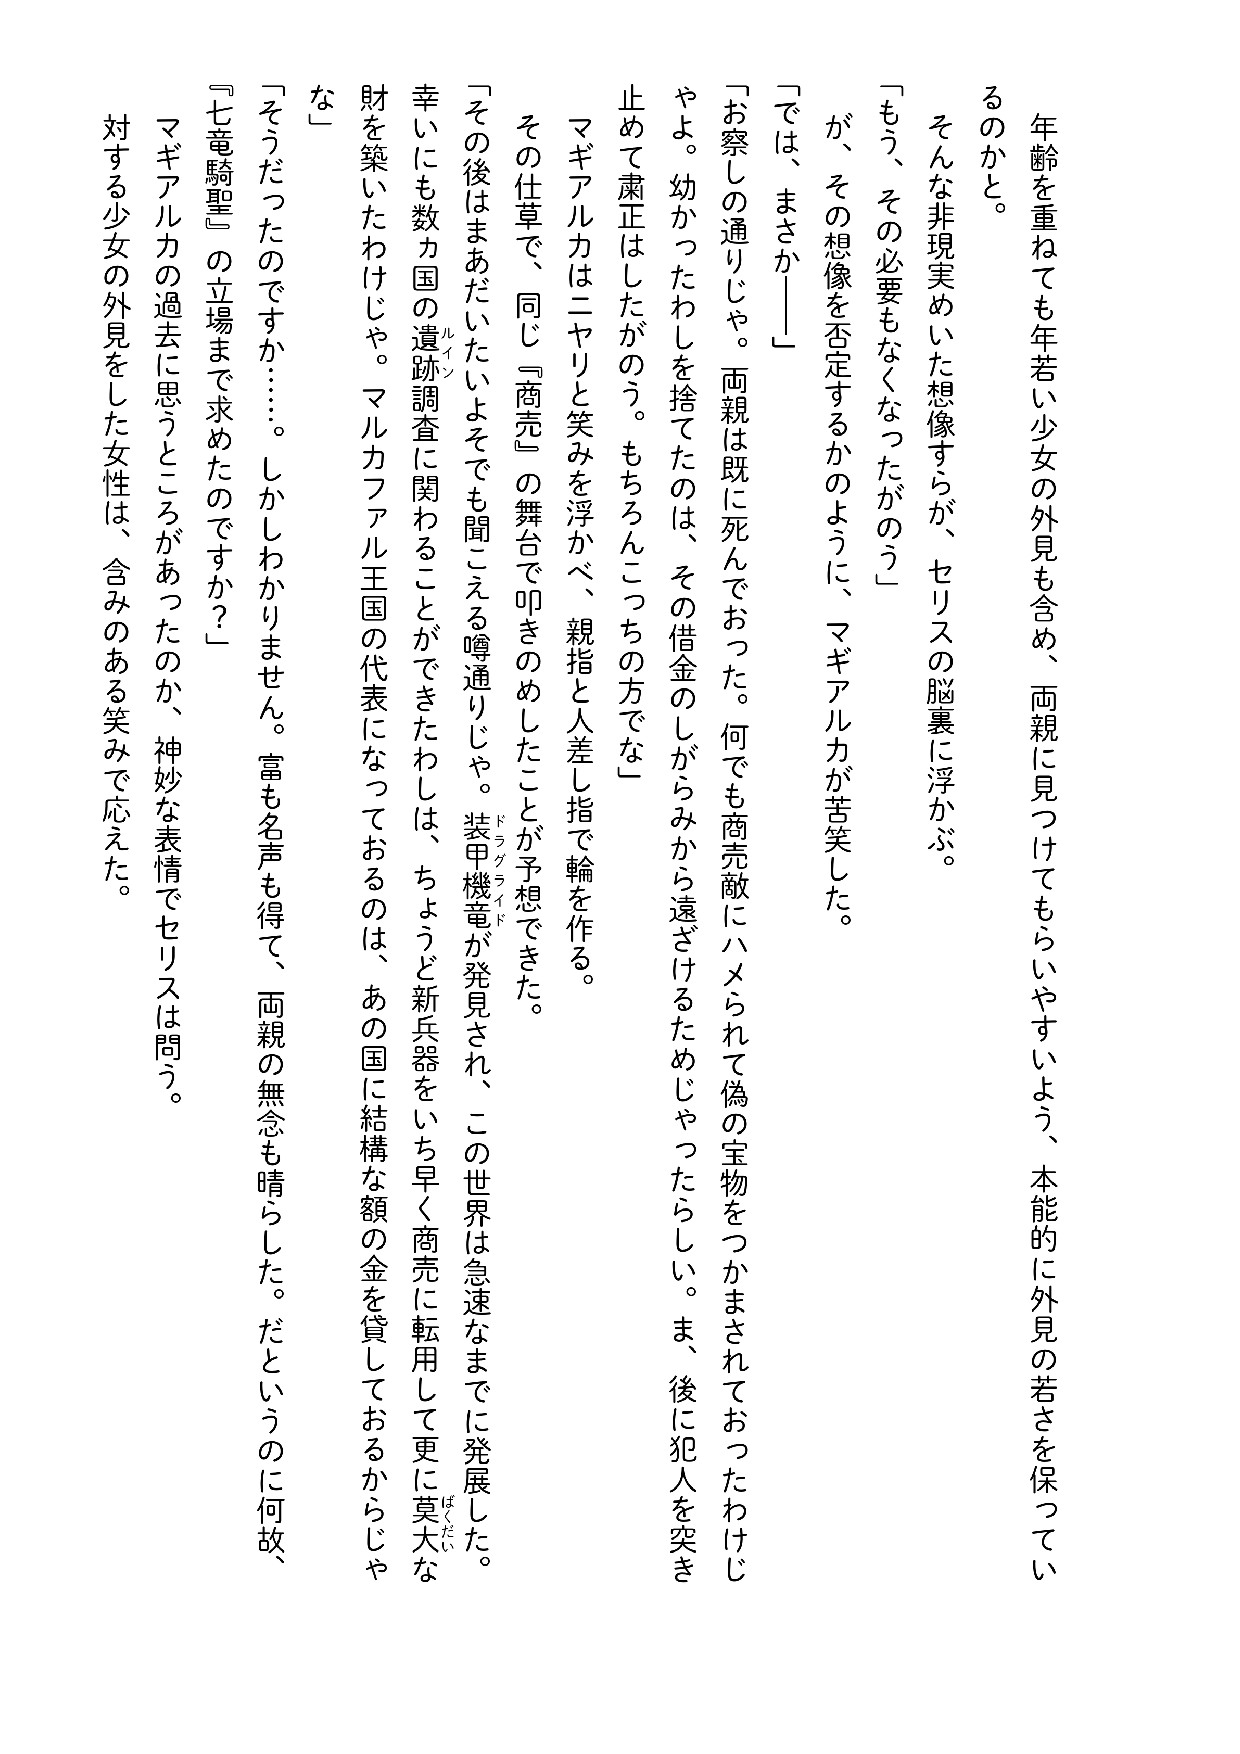 年齢を重ねても年若い少女の外見も含め、両親に見つけてもらいやすいよう、本能的に外見の若さを保ってい
るのかと。
そんな非現実めいた想像すらが、セリスの脳裏に浮かぶ。
「もう、その必要もなくなったがのう」
が、その想像を否定するかのように、マギアルカが苦笑した。
「では、まさか――」
「お察しの通りじゃ。両親は既に死んでおった。何でも商売敵にハメられて偽の宝物をつかまされておったわけじ
ゃよ。幼かったわしを捨てたのは、その借金のしがらみから遠ざけるためじゃったらしい。ま、後に犯人を突き
止めて粛正はしたがのう。もちろんこっちの方でな」
マギアルカはニヤリと笑みを浮かべ、親指と人差し指で輪を作る。
その仕草で、同じ『商売』の舞台で叩きのめしたことが予想できた。
「その後はまあだいたいよそでも聞こえる噂通りじゃ。装甲機竜ドラグライドが発見され、この世界は急速なまでに発展した。
幸いにも数ヵ国の遺跡ルイン調査に関わることができたわしは、ちょうど新兵器をいち早く商売に転用して更に莫大ばくだいな
財を築いたわけじゃ。マルカファル王国の代表になっておるのは、あの国に結構な額の金を貸しておるからじゃ
な」
「そうだったのですか……。しかしわかりません。富も名声も得て、両親の無念も晴らした。だというのに何故、
『七竜騎聖』の立場まで求めたのですか？」
マギアルカの過去に思うところがあったのか、神妙な表情でセリスは問う。
対する少女の外見をした女性は、含みのある笑みで応えた。